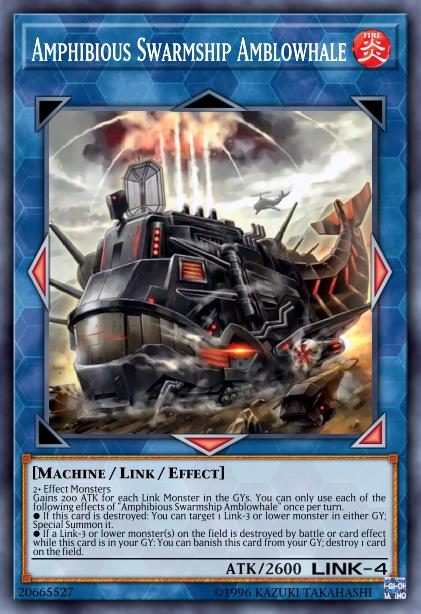 AMPHIBIOUS SWARMSHIP AMBLOWHALE
FIRE
炎
[MACHINE / LINK / EFFECT]
2+ Effect Monsters
Gains 200 ATK for each Link Monster in the GYs. You can only use each of the
following effects of "Amphibious Swarmship Amblowhale" once per turn.
● If this card is destroyed: You can target 1 Link-3 or lower monster in either GY;
Special Summon it.
● If a Link-3 or lower monster(s) on the field is destroyed by battle or card effect
while this card is in your GY: You can banish this card from your GY; destroy 1 card
on the field.
ATK/2600 LINK-4
20665527
©1996 KAZUKI TAKAHASHI